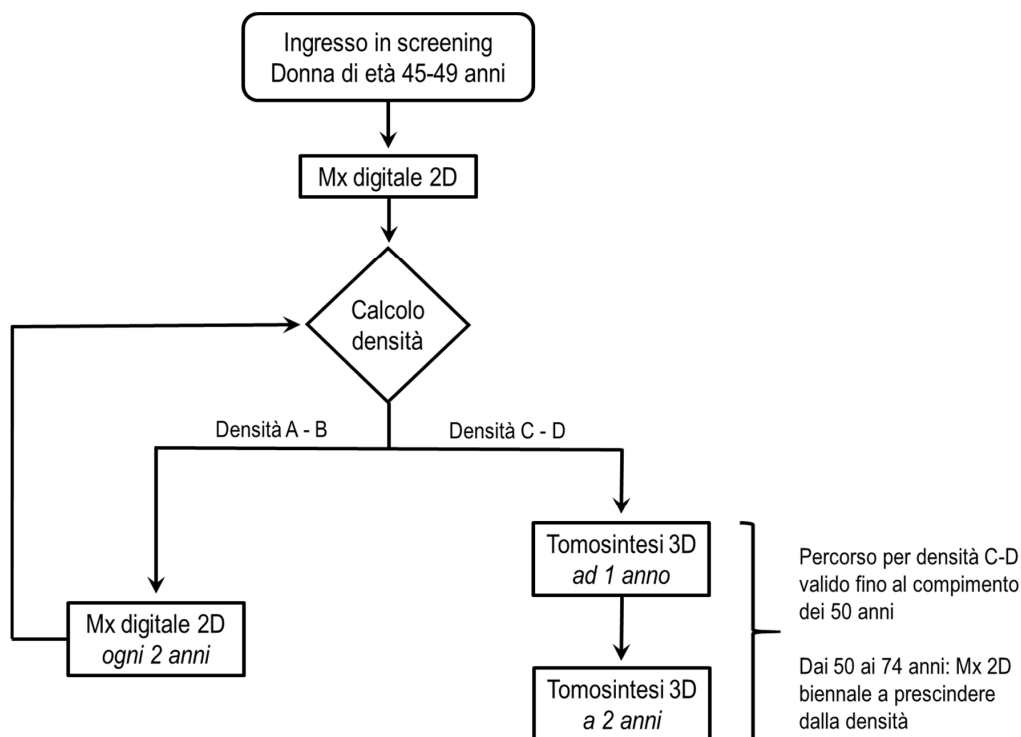 Ingresso in screening
Donna di età 45-49 anni
Mx digitale 2D
Calcolo
densità
Densità A - B
Densità C - D
Mx digitale 2D
ogni 2 anni
Tomosintesi 3D
ad 1 anno
Tomosintesi 3D
a 2 anni
Percorso per densità C-D
valido fino al compimento
dei 50 anni
Dai 50 ai 74 anni: Mx 2D
biennale a prescindere
dalla densità